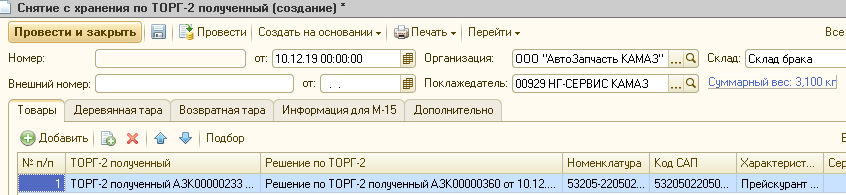 Снятие с хранения по ТОРГ-2 полученный (создание) *
Провести и закрыть Провести Создать на основании Печать Перейти Все
Номер: от: 10.12.19 00:00:00 Организация: ООО "АвтоЗапчасть КАМАЗ" ... Склад: Склад брака
Внешний номер: от: . . Поклажедатель: 00929 НГ-СЕРВИС КАМАЗ ... Суммарный вес: 3,100 кг
Товары Деревянная тара Возвратная тара Информация для М-15 Дополнительно
Добавить Подбор
№ п/п ТОРГ-2 полученный Решение по ТОРГ-2 Номенклатура Код САП Характерист... Сер
1 ТОРГ-2 полученный АЗК00000233 ... Решение по ТОРГ-2 полученный АЗК00000360 от 10.12.... 53205-220502... 53205022050... Прейскурант ...